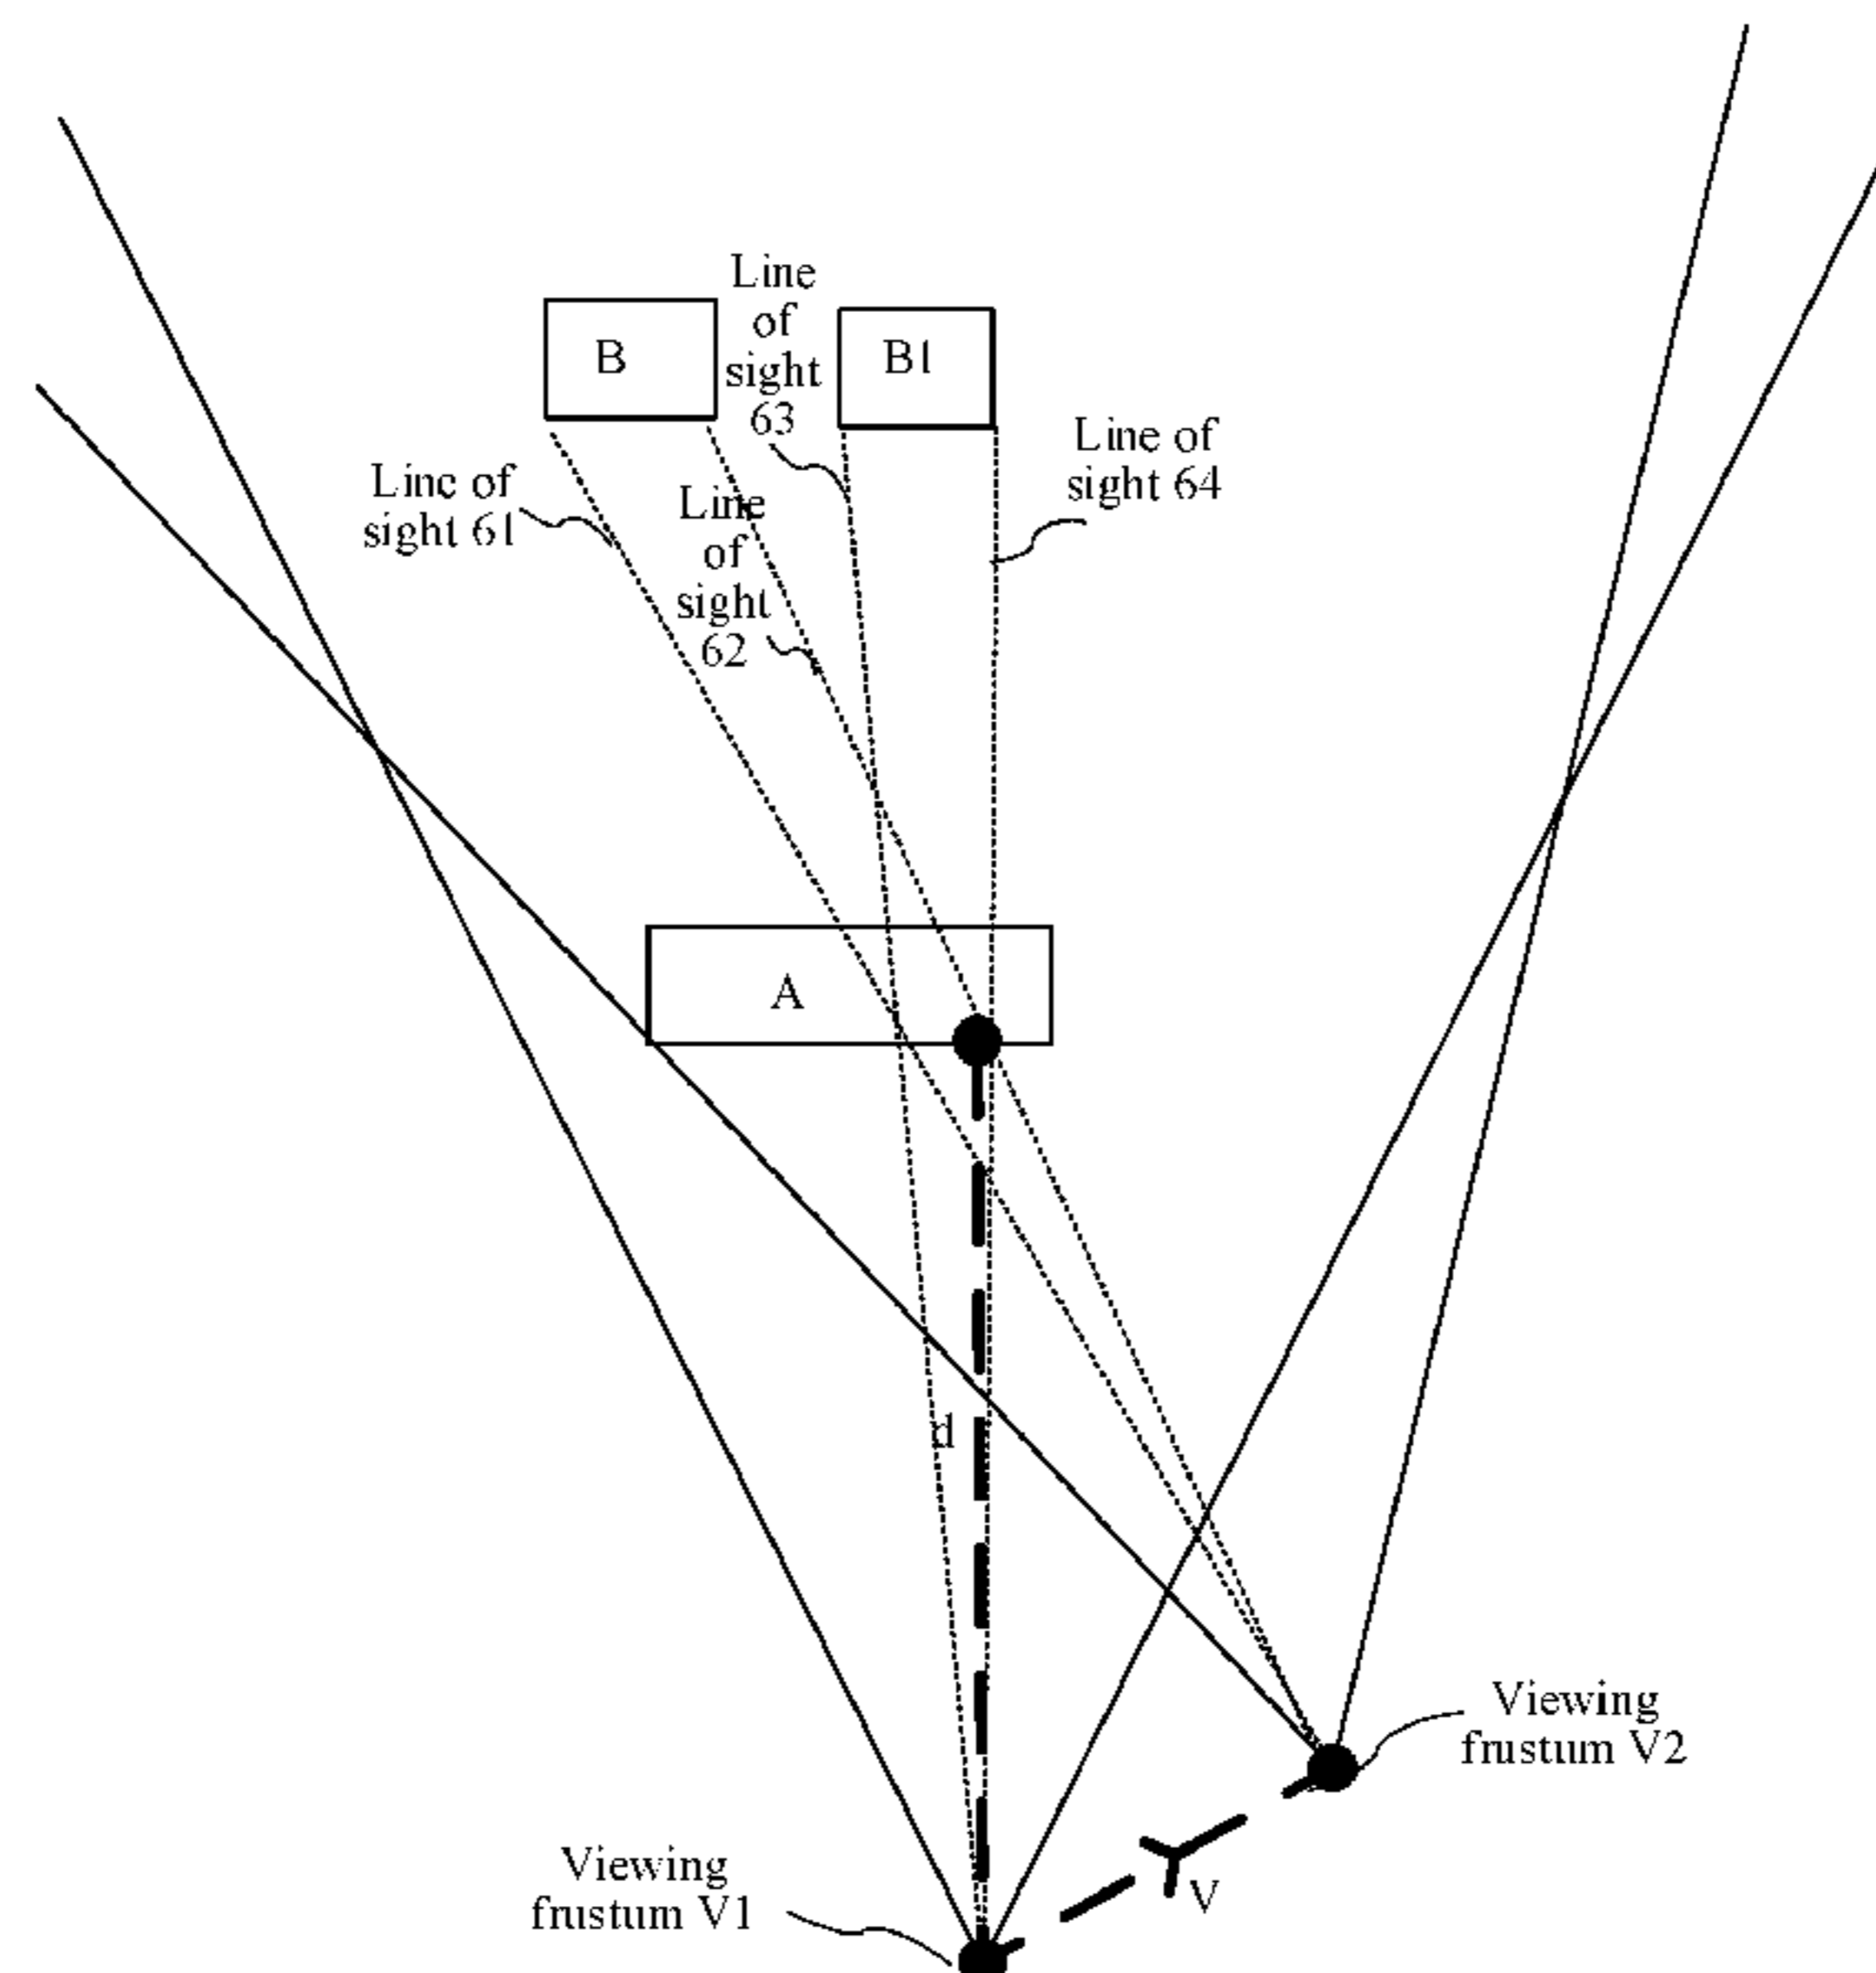 Line
of
sight
63
B
B1
Line of
sight 64
Line of
sight 61
Line
of
sight
62
A
d
Viewing
frustum V2
Viewing
frustum V1
V